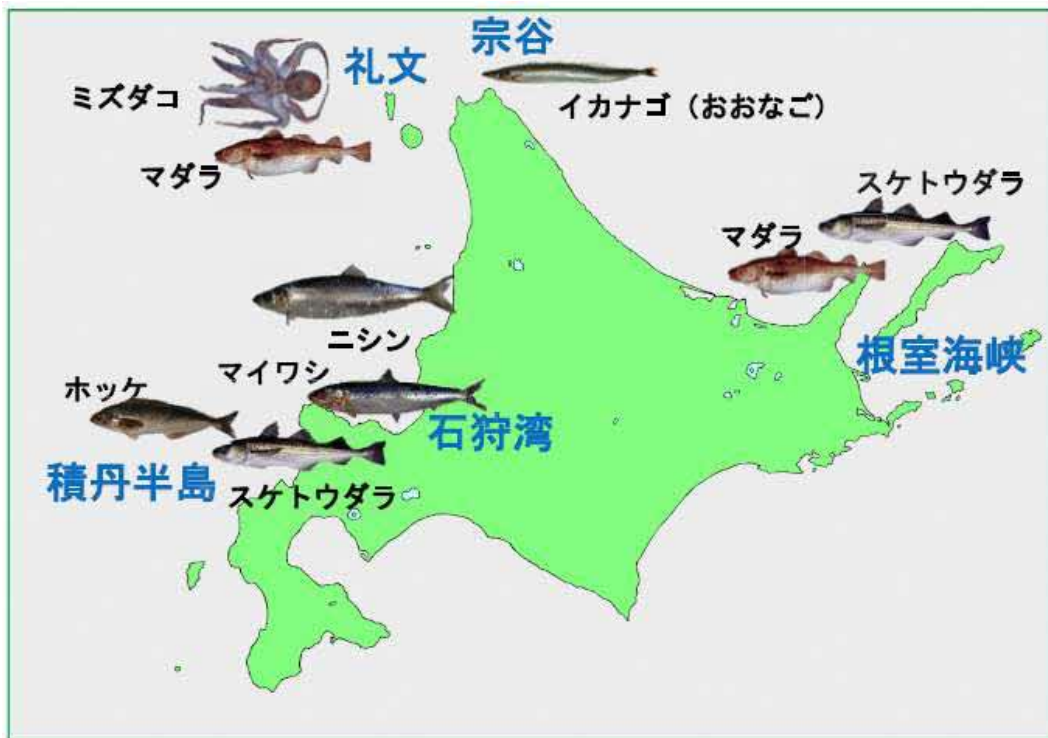 宗谷
礼文
ミズダコ
イカナゴ（おおなご）
マダラ
スケトウダラ
マダラ
ニシン
根室海峡
マイワシ
ホッケ
石狩湾
積丹半島
スケトウダラ